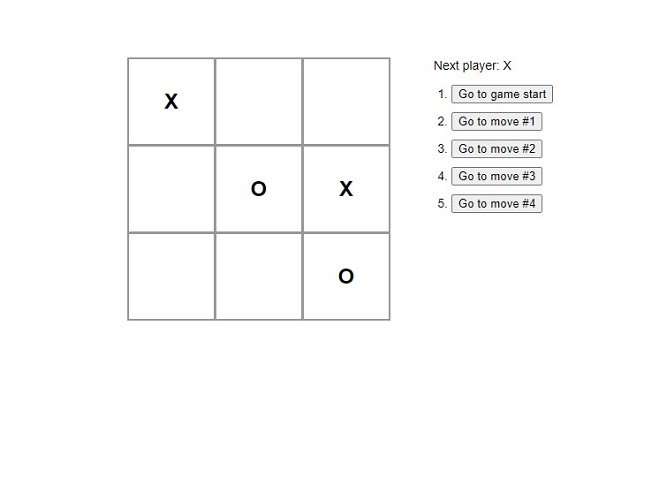 X
O X
O
Next player: X
1. Go to game start
2. Go to move #1
3. Go to move #2
4. Go to move #3
5. Go to move #4